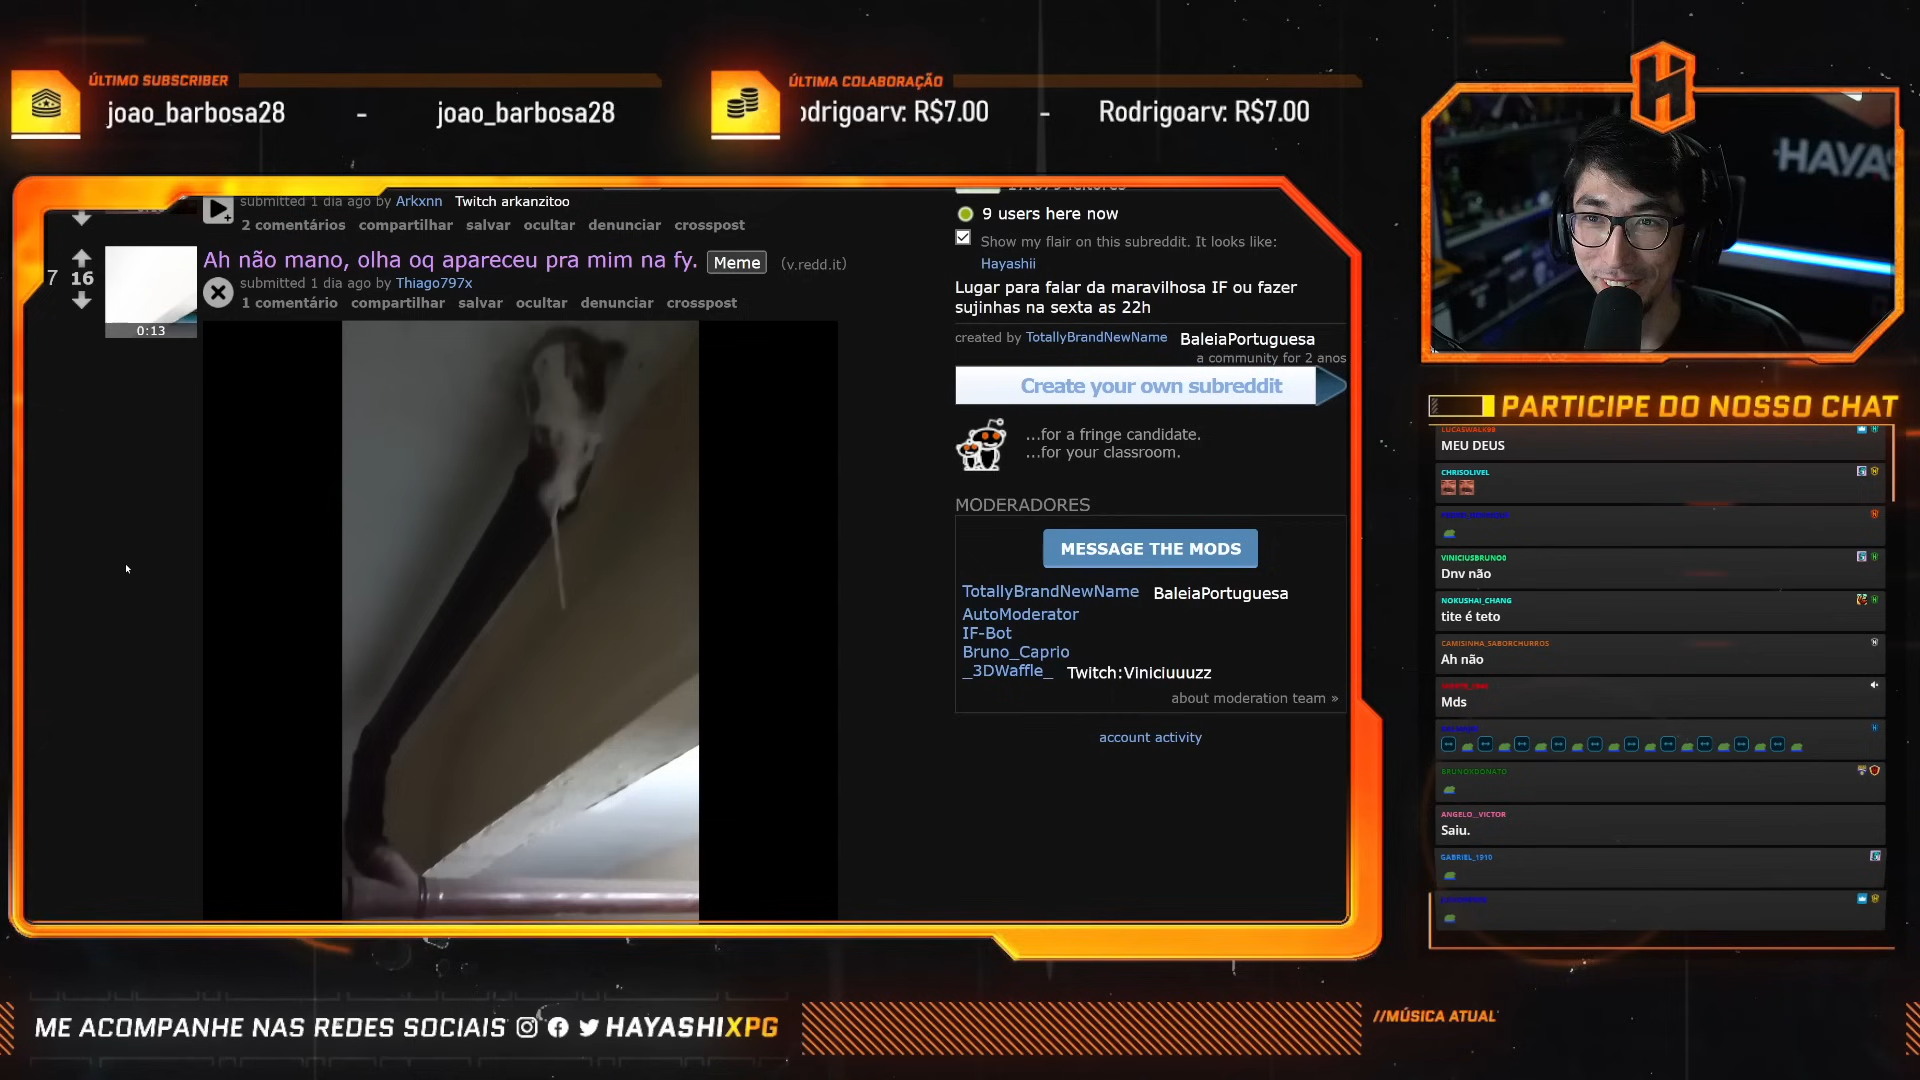 ÚLTIMO SUBSCRIBER
joao_barbosa28 - joao_barbosa28
ÚLTIMA COLABORAÇÃO
odrigoarv: R$7.00 - Rodrigoarv: R$7.00
submitted 1 dia ago by Arkxnn Twitch arkanzitoo
2 comentários compartilhar salvar ocultar denunciar crosspost
7 16
0:13
Ah não mano, olha oq apareceu pra mim na fy. Meme (v.redd.it)
submitted 1 dia ago by Thiago797x
1 comentário compartilhar salvar ocultar denunciar crosspost
9 users here now
Show my flair on this subreddit. It looks like:
Hayashii
Lugar para falar da maravilhosa IF ou fazer
sujinhas na sexta as 22h
created by TotallyBrandNewName BaleiaPortuguesa
a community for 2 anos
Create your own subreddit
...for a fringe candidate.
...for your classroom.
MODERADORES
MESSAGE THE MODS
TotallyBrandNewName BaleiaPortuguesa
AutoModerator
IF-Bot
Bruno_Caprio
_3DWaffle_ Twitch:Viniciuuuzz
about moderation team »
account activity
HAYAS
PARTICIPE DO NOSSO CHAT
LUCASWALK98
MEU DEUS
CHRISOLIVEL
VINICIUSBRUNO0
Dnv não
NOKUSHAI_CHANG
tite é teto
CAMISINHA_SABORCHURROS
Ah não
Mds
BRUNOXDONATO
ANGELO_VICTOR
Saiu.
GABRIEL_1910
ME ACOMPANHE NAS REDES SOCIAIS HAYASHIXPG
//MÚSICA ATUAL